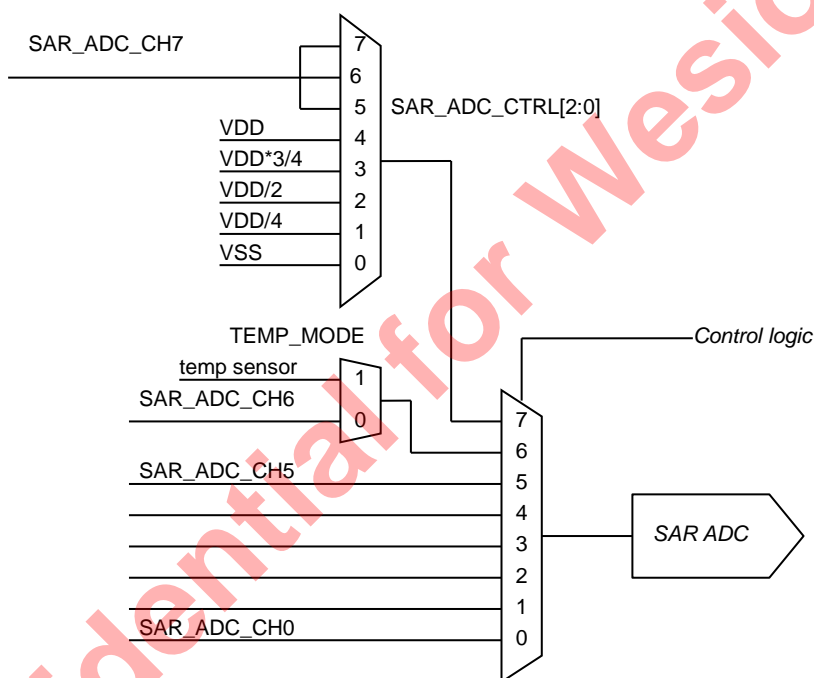 SAR_ADC_CH7
7
6
5
SAR_ADC_CTRL[2:0]
VDD
4
VDD*3/4
3
VDD/2
2
VDD/4
1
VSS
0
TEMP_MODE
Control logic
temp sensor
1
SAR_ADC_CH6
0
7
6
SAR_ADC_CH5
5
4
3
SAR ADC
2
1
SAR_ADC_CH0
0
idential for Wesic